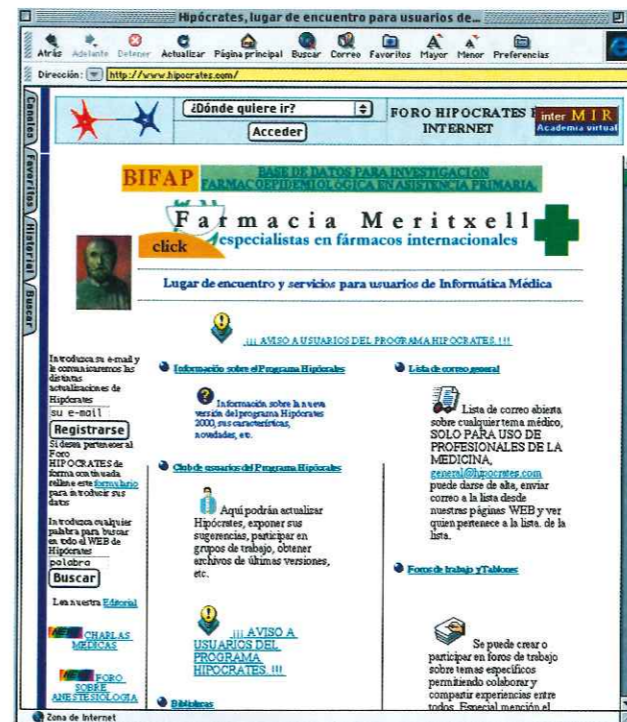 Hipócrates, lugar de encuentro para usuarios de...
Atrás Adelante Detener Actualizar Página principal Buscar Correo Favoritos Mayor Menor Preferencias
Dirección: http://www.hipocrates.com/
Canales
Favoritos
Historial
Buscar
¿Dónde quiere ir?
Acceder
FORO HIPOCRATES
INTERNET
inter MIR
Academia virtual
BIFAP
BASE DE DATOS PARA INVESTIGACIÓN
FARMACOEPIDEMIOLÓGICA EN ASISTENCIA PRIMARIA.
Farmacia Meritxell
click
especialistas en fármacos internacionales
Lugar de encuentro y servicios para usuarios de Informática Médica
¡¡¡ AVISO A USUARIOS DEL PROGRAMA HIPOCRATES. !!!
Introduzca su e-mail y
le comunicaremos las
distintas
actualizaciones de
Hipócrates
su e-mail
Registrarse
Si desea pertenecer al
Foro
HIPOCRATES de
forma continuada
rellene este formulario
para introducir sus
datos
Introduzca cualquier
palabra para buscar
en todo el WEB de
Hipócrates
palabra
Buscar
Lea nuestra Editorial
CHARLAS
MEDICAS
FORO
SOBRE
ANESTESIOLOGIA
Información sobre el Programa Hipócrates
Información sobre la nueva
versión del programa Hipócrates
2000, sus características,
novedades, etc.
Club de usuarios del Programa Hipócrates
Aquí podrán actualizar
Hipócrates, exponer sus
sugerencias, participar en
grupos de trabajo, obtener
archivos de últimas versiones,
etc.
¡¡¡ AVISO A
USUARIOS DEL
PROGRAMA
HIPOCRATES. !!!
Bibliotecas
Lista de correo general
Lista de correo abierta
sobre cualquier tema médico,
SOLO PARA USO DE
PROFESIONALES DE LA
MEDICINA,
general@hipocrates.com
puede darse de alta, enviar
correo a la lista desde
nuestras páginas WEB y ver
quien pertenece a la lista. de la
lista.
Foros de trabajo y Tablones
Se puede crear o
participar en foros de trabajo
sobre temas específicos
permitiendo colaborar y
compartir experiencias entre
todos. Especial mención el
Zona de Internet